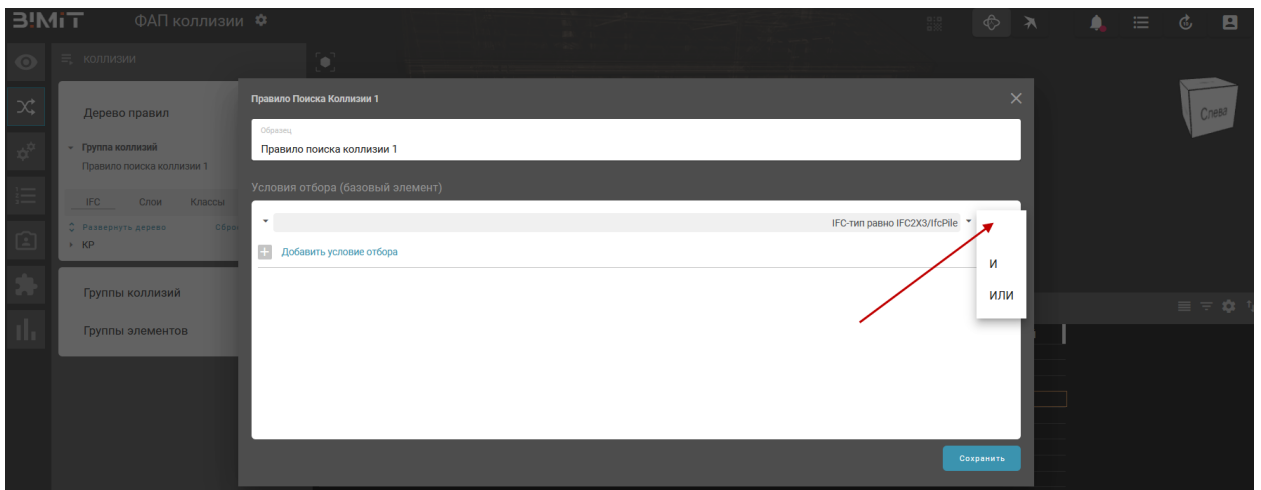 B!MiT
ФАП коллизии
КОЛЛИЗИИ
Дерево правил
Группа коллизий
Правило поиска коллизии 1
IFC Слои Классы
Развернуть дерево
КР
Группы коллизий
Группы элементов
Правило Поиска Коллизии 1
Образец
Правило поиска коллизии 1
Условия отбора (базовый элемент)
IFC-тип равно IFC2X3/IfcPile
Добавить условие отбора
И
ИЛИ
Сохранить
Слева